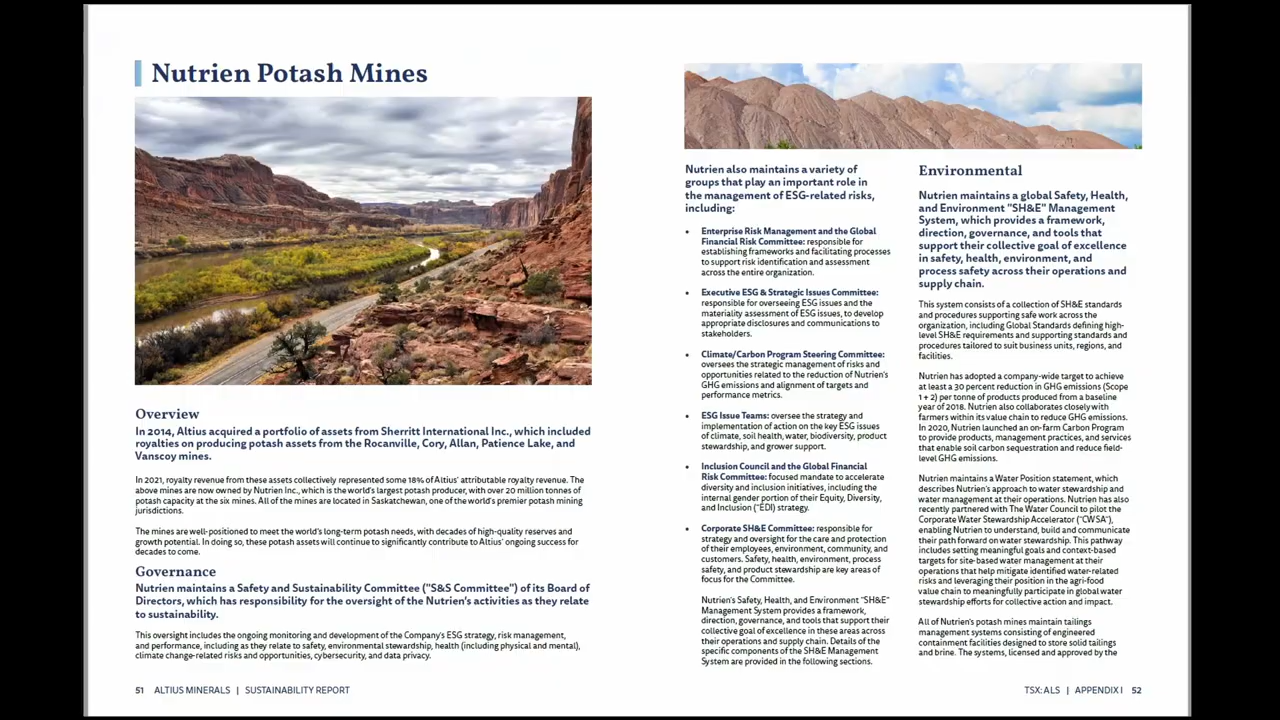 Nutrien Potash Mines
Overview
In 2014, Altius acquired a portfolio of assets from Sherritt International Inc., which included
royalties on producing potash assets from the Rocanville, Cory, Allan, Patience Lake, and
Vanscoy mines.
In 2021, royalty revenue from these assets collectively represented some 18% of Altius' attributable royalty revenue. The
above mines are now owned by Nutrien Inc., which is the world's largest potash producer, with over 20 million tonnes of
potash capacity at the six mines. All of the mines are located in Saskatchewan, one of the world's premier potash mining
jurisdictions.
The mines are well-positioned to meet the world's long-term potash needs, with decades of high-quality reserves and
growth potential. In doing so, these potash assets will continue to significantly contribute to Altius' ongoing success for
decades to come.
Governance
Nutrien maintains a Safety and Sustainability Committee ("S&S Committee") of its Board of
Directors, which has responsibility for the oversight of the Nutrien's activities as they relate
to sustainability.
This oversight includes the ongoing monitoring and development of the Company's ESG strategy, risk management,
and performance, including as they relate to safety, environmental stewardship, health (including physical and mental),
climate change-related risks and opportunities, cybersecurity, and data privacy.
51 ALTIUS MINERALS | SUSTAINABILITY REPORT
Nutrien also maintains a variety of
groups that play an important role in
the management of ESG-related risks,
including:
• Enterprise Risk Management and the Global
Financial Risk Committee: responsible for
establishing frameworks and facilitating processes
to support risk identification and assessment
across the entire organization.
• Executive ESG & Strategic Issues Committee:
responsible for overseeing ESG issues and the
materiality assessment of ESG issues, to develop
appropriate disclosures and communications to
stakeholders.
• Climate/Carbon Program Steering Committee:
oversees the strategic management of risks and
opportunities related to the reduction of Nutrien's
GHG emissions and alignment of targets and
performance metrics.
• ESG Issue Teams: oversee the strategy and
implementation of action on the key ESG issues
of climate, soil health, water, biodiversity, product
stewardship, and grower support.
• Inclusion Council and the Global Financial
Risk Committee: focused mandate to accelerate
diversity and inclusion initiatives, including the
internal gender portion of their Equity, Diversity,
and Inclusion ("EDI) strategy.
• Corporate SH&E Committee: responsible for
strategy and oversight for the care and protection
of their employees, environment, community, and
customers. Safety, health, environment, process
safety, and product stewardship are key areas of
focus for the Committee.
Nutrien's Safety, Health, and Environment "SH&E"
Management System provides a framework,
direction, governance, and tools that support their
collective goal of excellence in these areas across
their operations and supply chain. Details of the
specific components of the SH&E Management
System are provided in the following sections.
Environmental
Nutrien maintains a global Safety, Health,
and Environment "SH&E" Management
System, which provides a framework,
direction, governance, and tools that
support their collective goal of excellence
in safety, health, environment, and
process safety across their operations and
supply chain.
This system consists of a collection of SH&E standards
and procedures supporting safe work across the
organization, including Global Standards defining high-
level SH&E requirements and supporting standards and
procedures tailored to suit business units, regions, and
facilities.
Nutrien has adopted a company-wide target to achieve
at least a 30 percent reduction in GHG emissions (Scope
1 + 2) per tonne of products produced from a baseline
year of 2018. Nutrien also collaborates closely with
farmers within its value chain to reduce GHG emissions.
In 2020, Nutrien launched an on-farm Carbon Program
to provide products, management practices, and services
that enable soil carbon sequestration and reduce field-
level GHG emissions.
Nutrien maintains a Water Position statement, which
describes Nutrien's approach to water stewardship and
water management at their operations. Nutrien has also
recently partnered with The Water Council to pilot the
Corporate Water Stewardship Accelerator ("CWSA"),
enabling Nutrien to understand, build and communicate
their path forward on water stewardship. This pathway
includes setting meaningful goals and context-based
targets for site-based water management at their
operations that help mitigate identified water-related
risks and leveraging their position in the agri-food
value chain to meaningfully participate in global water
stewardship efforts for collective action and impact.
All of Nutrien's potash mines maintain tailings
management systems consisting of engineered
containment facilities designed to store solid tailings
and brine. The systems, licensed and approved by the
TSX: ALS | APPENDIX I 52